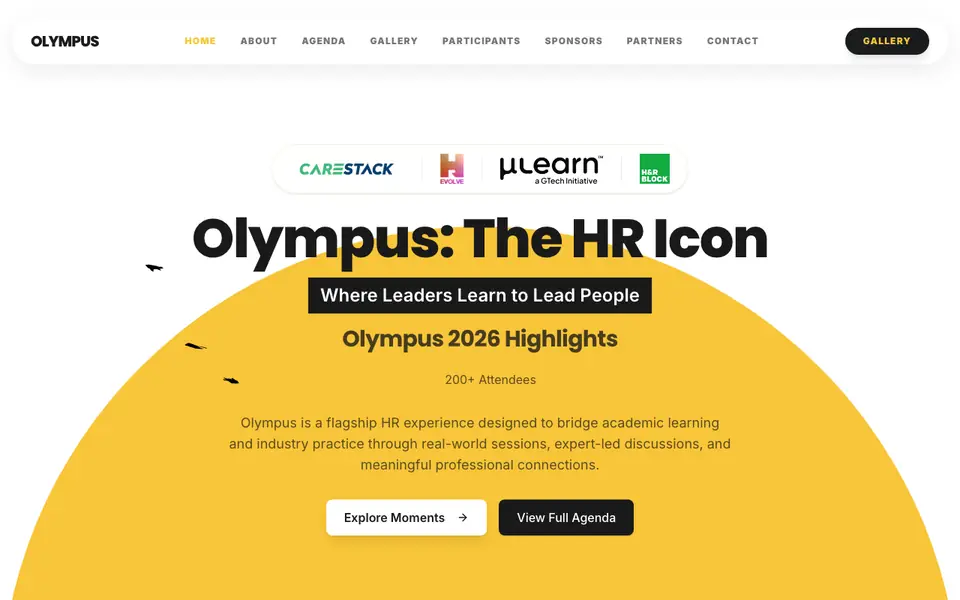 OLYMPUS
HOME ABOUT AGENDA GALLERY PARTICIPANTS SPONSORS PARTNERS CONTACT
GALLERY
CARESTACK
H
EVOLVE
µLearn™
a GTech Initiative
H&R
BLOCK
Olympus: The HR Icon
Where Leaders Learn to Lead People
Olympus 2026 Highlights
200+ Attendees
Olympus is a flagship HR experience designed to bridge academic learning
and industry practice through real-world sessions, expert-led discussions, and
meaningful professional connections.
Explore Moments →
View Full Agenda